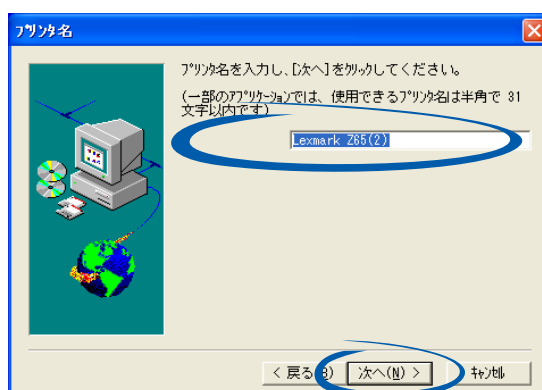 ﾌﾟﾘﾝﾀ名
ﾌﾟﾘﾝﾀ名を入力し、[次へ]をｸﾘｯｸしてください。
(一部のｱﾌﾟﾘｹｰｼｮﾝでは、使用できるﾌﾟﾘﾝﾀ名は半角で 31
文字以内です)
Lexmark Z65(2)
< 戻る(B) 次へ(N) > ｷｬﾝｾﾙ